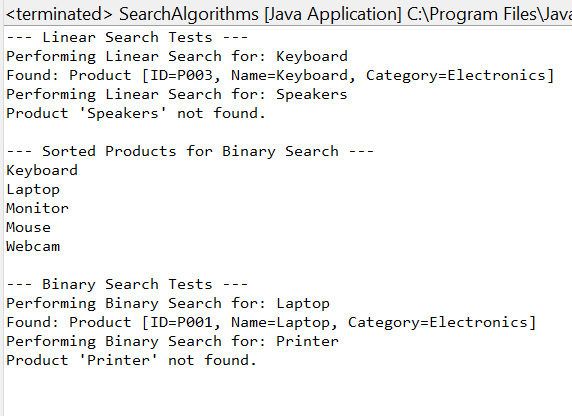 <terminated> SearchAlgorithms [Java Application] C:\Program Files\Java
--- Linear Search Tests ---
Performing Linear Search for: Keyboard
Found: Product [ID=P003, Name=Keyboard, Category=Electronics]
Performing Linear Search for: Speakers
Product 'Speakers' not found.

--- Sorted Products for Binary Search ---
Keyboard
Laptop
Monitor
Mouse
Webcam

--- Binary Search Tests ---
Performing Binary Search for: Laptop
Found: Product [ID=P001, Name=Laptop, Category=Electronics]
Performing Binary Search for: Printer
Product 'Printer' not found.